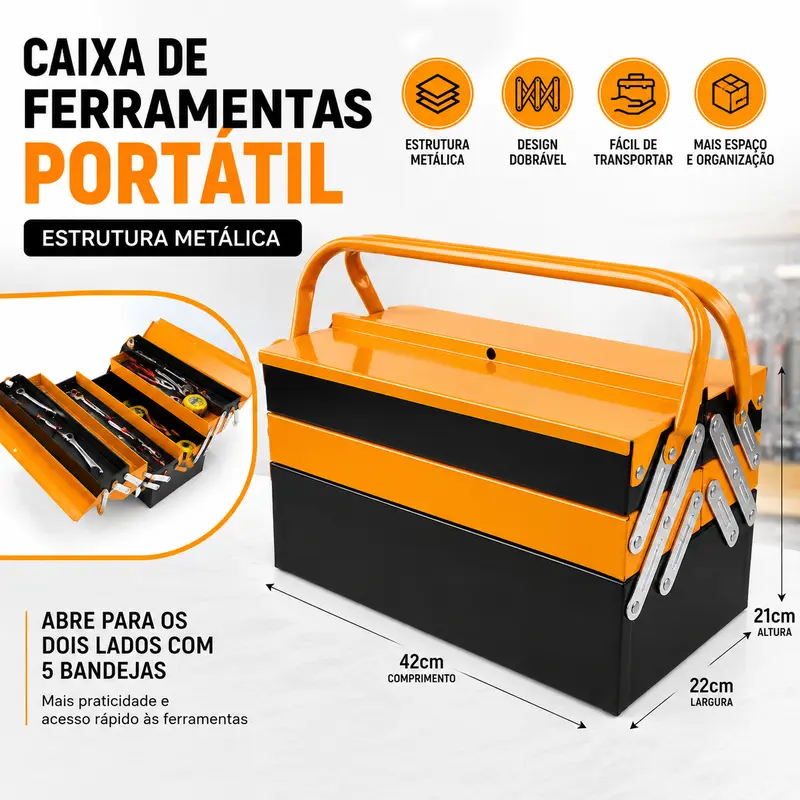 CAIXA DE
FERRAMENTAS
PORTÁTIL
ESTRUTURA METÁLICA
ESTRUTURA
METÁLICA
DESIGN
DOBRÁVEL
FÁCIL DE
TRANSPORTAR
MAIS ESPAÇO
E ORGANIZAÇÃO
ABRE PARA OS
DOIS LADOS COM
5 BANDEJAS
Mais praticidade e
acesso rápido às ferramentas
42cm
COMPRIMENTO
22cm
LARGURA
21cm
ALTURA